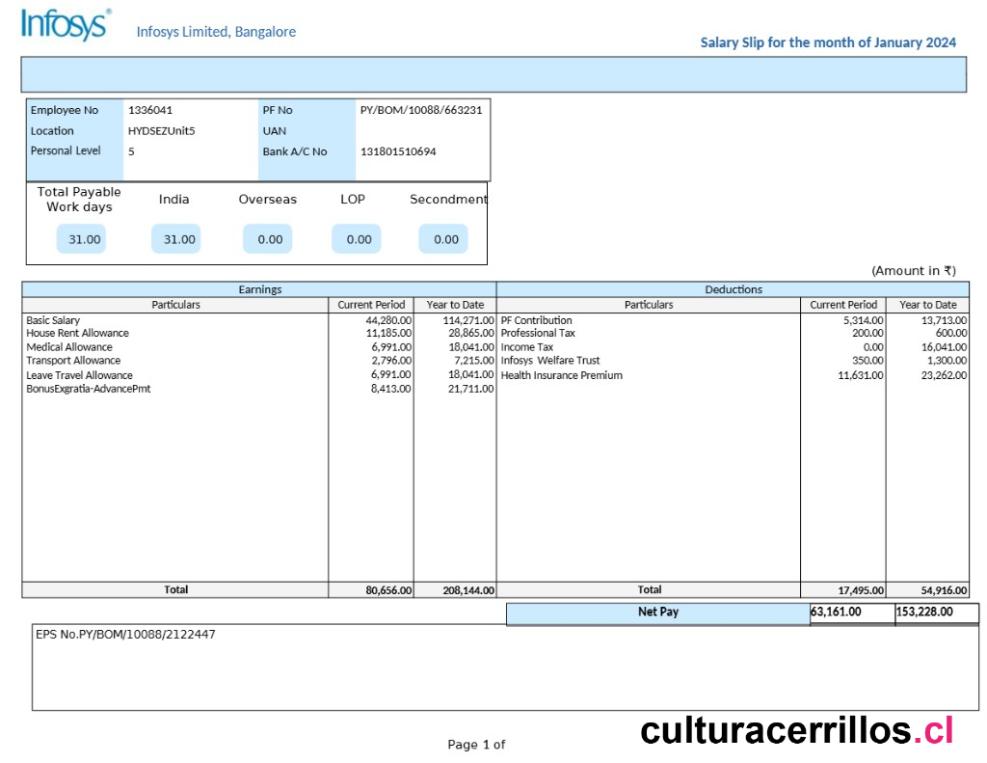 Infosys® Infosys Limited, Bangalore
Salary Slip for the month of January 2024
Employee No 1336041 PF No PY/BOM/10088/663231
Location HYDSEZUnit5 UAN
Personal Level 5 Bank A/C No 131801510694
Total Payable Work days India Overseas LOP Secondment
31.00 31.00 0.00 0.00 0.00
(Amount in ₹)
Earnings Deductions
Particulars Current Period Year to Date Particulars Current Period Year to Date
Basic Salary 44,280.00 114,271.00 PF Contribution 5,314.00 13,713.00
House Rent Allowance 11,185.00 28,865.00 Professional Tax 200.00 600.00
Medical Allowance 6,991.00 18,041.00 Income Tax 0.00 16,041.00
Transport Allowance 2,796.00 7,215.00 Infosys Welfare Trust 350.00 1,300.00
Leave Travel Allowance 6,991.00 18,041.00 Health Insurance Premium 11,631.00 23,262.00
BonusExgratia-AdvancePmt 8,413.00 21,711.00
Total 80,656.00 208,144.00 Total 17,495.00 54,916.00
Net Pay 63,161.00 153,228.00
EPS No.PY/BOM/10088/2122447
Page 1 of
culturacerrillos.cl